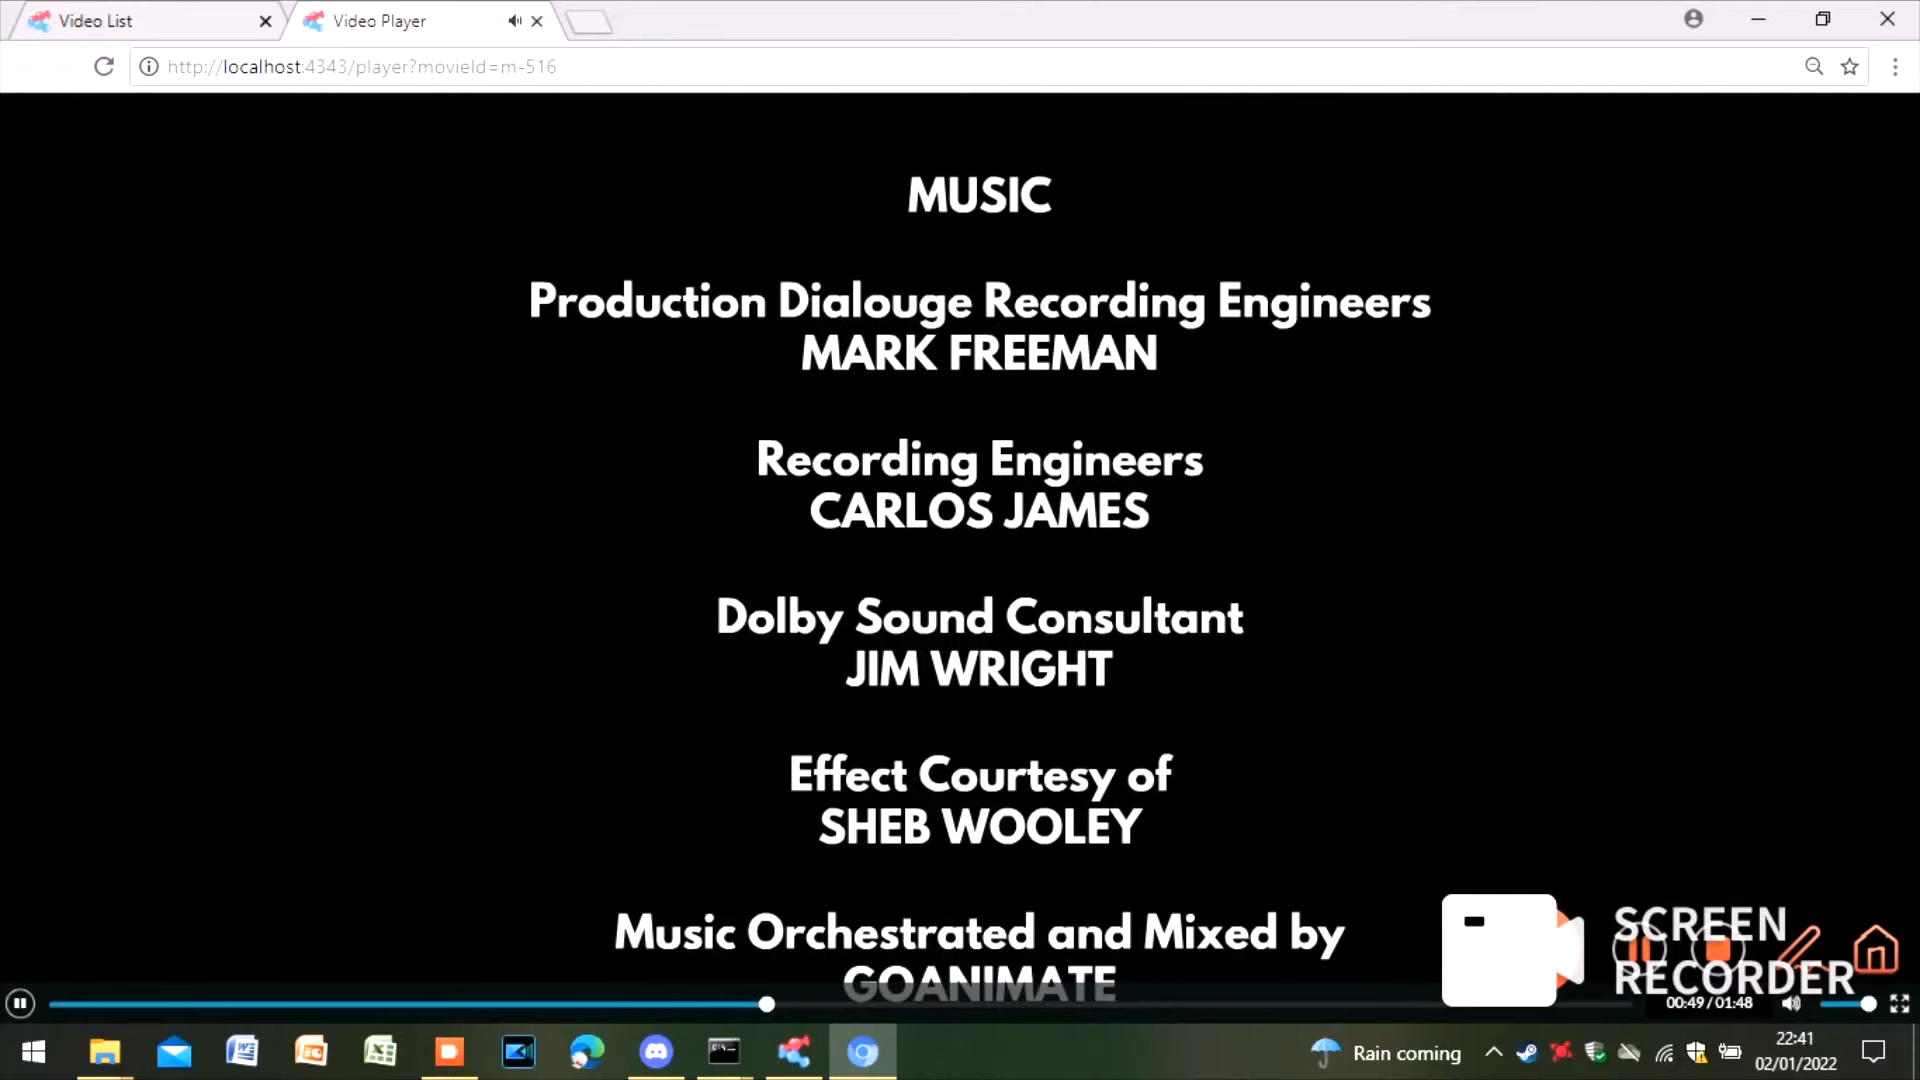 Video List
Video Player
http://localhost:4343/player?movieId=m-516
MUSIC
Production Dialouge Recording Engineers
MARK FREEMAN
Recording Engineers
CARLOS JAMES
Dolby Sound Consultant
JIM WRIGHT
Effect Courtesy of
SHEB WOOLEY
Music Orchestrated and Mixed by
GOANIMATE
SCREEN
RECORDER
00:49 / 01:48
Rain coming
22:41
02/01/2022